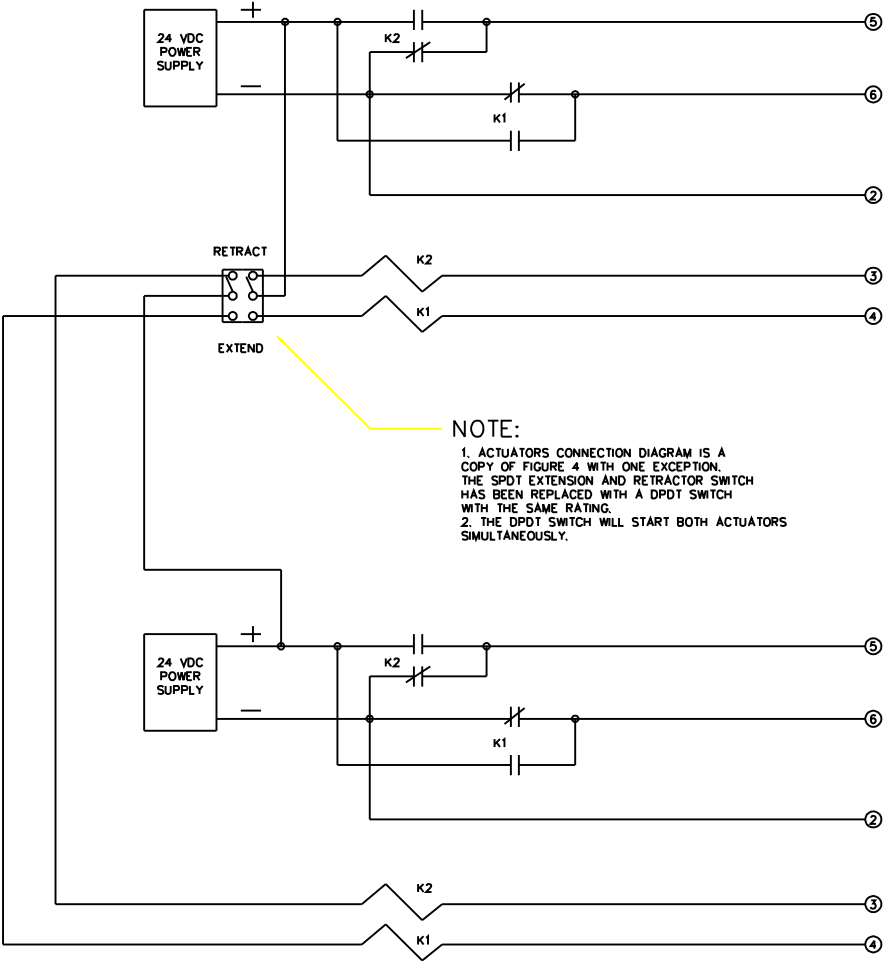 +
24 VDC
POWER
SUPPLY
K2
5
—
6
K1
2
RETRACT
K2
3
K1
4
EXTEND
NOTE:
1. ACTUATORS CONNECTION DIAGRAM IS A
COPY OF FIGURE 4 WITH ONE EXCEPTION.
THE SPDT EXTENSION AND RETRACTOR SWITCH
HAS BEEN REPLACED WITH A DPDT SWITCH
WITH THE SAME RATING.
2. THE DPDT SWITCH WILL START BOTH ACTUATORS
SIMULTANEOUSLY.
+
24 VDC
POWER
SUPPLY
K2
5
—
6
K1
2
K2
3
K1
4